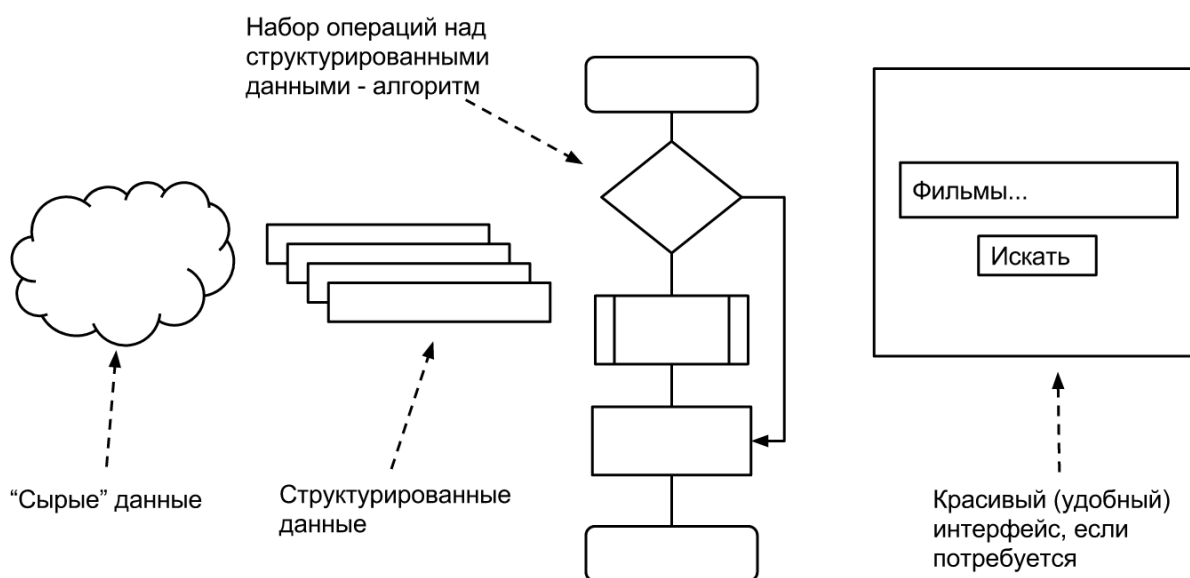 Набор операций над
структурированными
данными - алгоритм
Фильмы...
Искать
“Сырые” данные
Структурированные
данные
Красивый (удобный)
интерфейс, если
потребуется